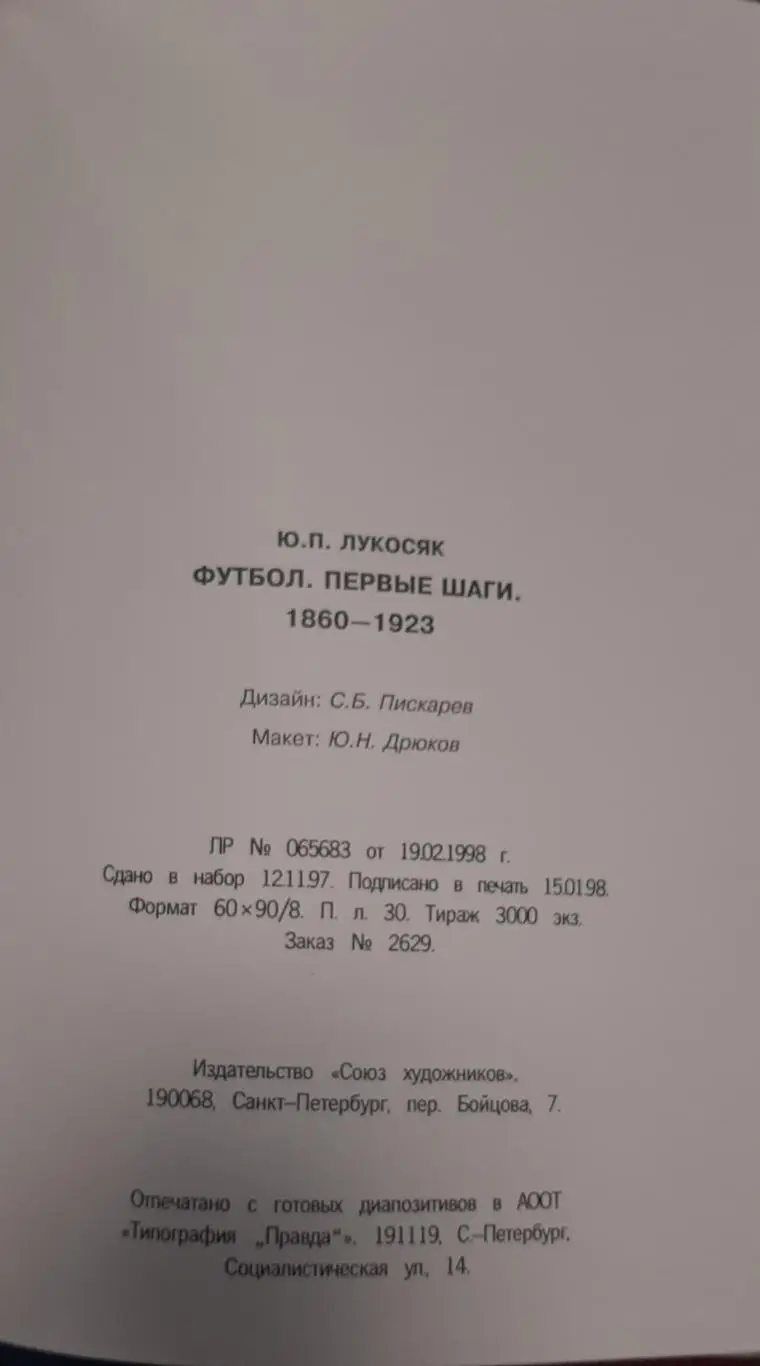 Ю.П. ЛУКОСЯК
ФУТБОЛ. ПЕРВЫЕ ШАГИ.
1860—1923
Дизайн: С.Б. Пискарев
Макет: Ю.Н. Дрюков
ЛР № 065683 от 19.02.1998 г.
Сдано в набор 12.11.97. Подписано в печать 15.01.98.
Формат 60×90/8. П. л. 30. Тираж 3000 экз.
Заказ № 2629.
Издательство «Союз художников».
190068, Санкт-Петербург, пер. Бойцова, 7.
Отпечатано с готовых диапозитивов в АООТ
«Типография „Правда“». 191119, С.-Петербург,
Социалистическая ул., 14.